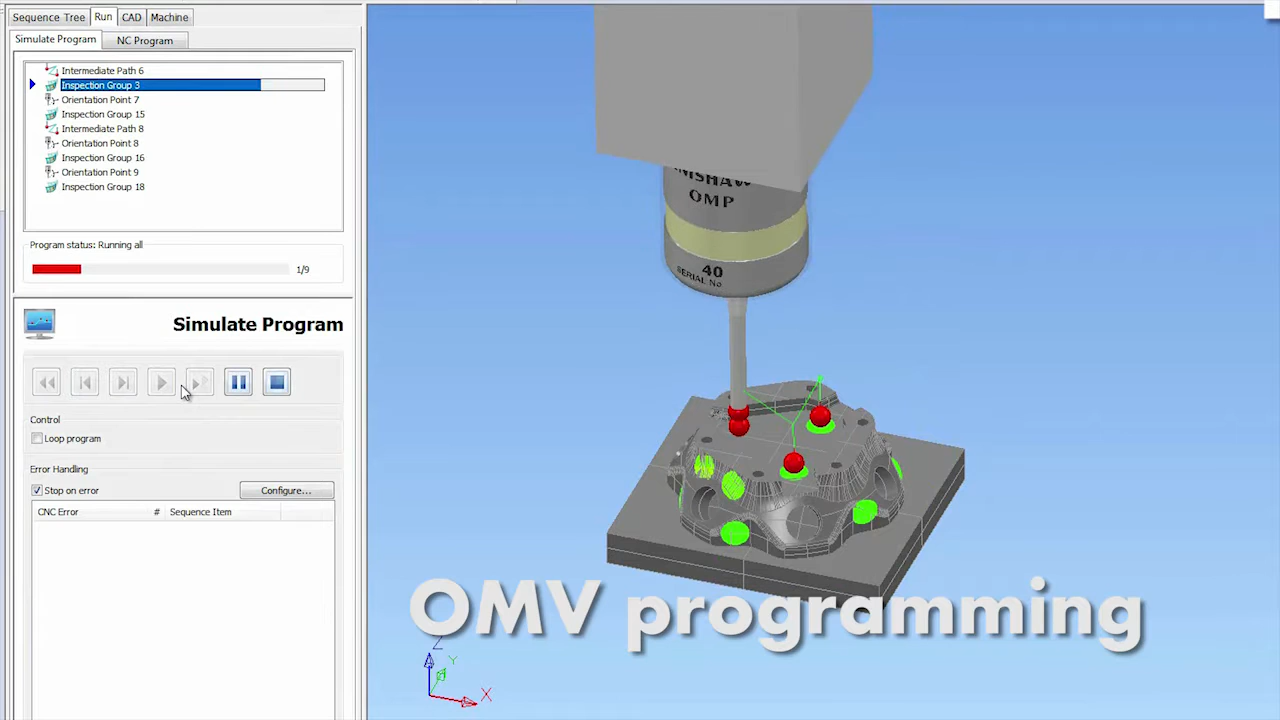 Sequence Tree Run CAD Machine
Simulate Program NC Program
Intermediate Path 6
Inspection Group 3
Orientation Point 7
Inspection Group 15
Intermediate Path 8
Orientation Point 8
Inspection Group 16
Orientation Point 9
Inspection Group 18
Program status: Running all
1/9
Simulate Program
Control
Loop program
Error Handling
Stop on error Configure...
CNC Error # Sequence Item
OMP
40
SERIAL No
OMV programming
Z
Y
X